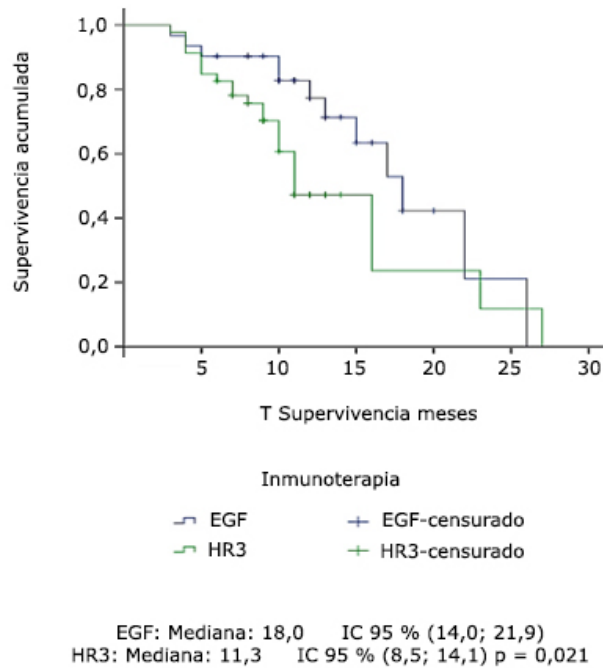 Supervivencia acumulada
1,0
0,8
0,6
0,4
0,2
0,0
5 10 15 20 25 30
T Supervivencia meses
Inmunoterapia
EGF EGF-censurado
HR3 HR3-censurado
EGF: Mediana: 18,0 IC 95 % (14,0; 21,9)
HR3: Mediana: 11,3 IC 95 % (8,5; 14,1) p = 0,021